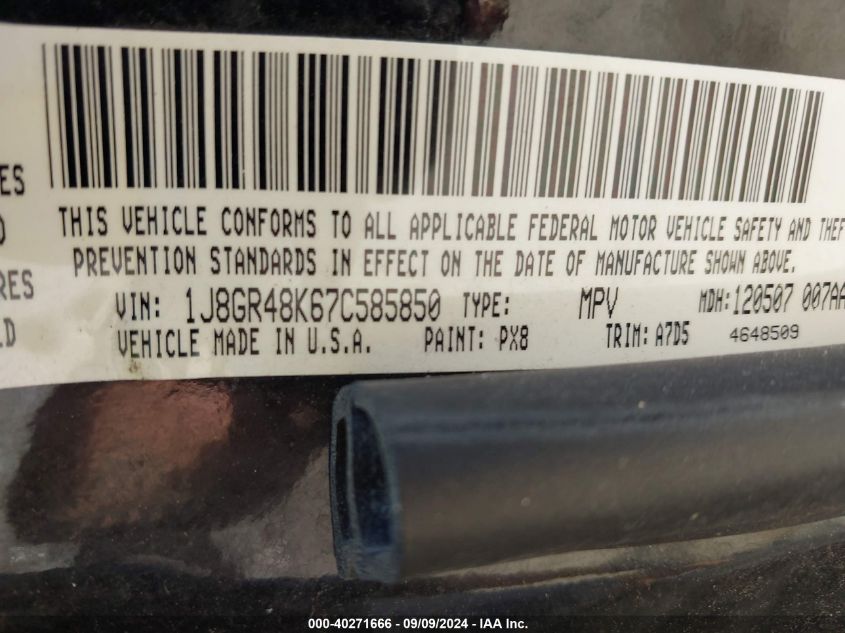 ES
THIS VEHICLE CONFORMS TO ALL APPLICABLE FEDERAL MOTOR VEHICLE SAFETY AND THEF
PREVENTION STANDARDS IN EFFECT ON THE DATE OF MANUFACTURE SHOWN ABOVE.
RES
VIN: 1J8GR48K67C585850 TYPE: MPV MDH:120507 007AA
LD
VEHICLE MADE IN U.S.A. PAINT: PX8 TRIM: A7D5 4648509
000-40271666 - 09/09/2024 - IAA Inc.